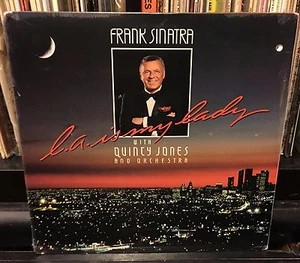 FRANK SINATRA
l.a. is my lady
WITH
QUINCY JONES
AND ORCHESTRA